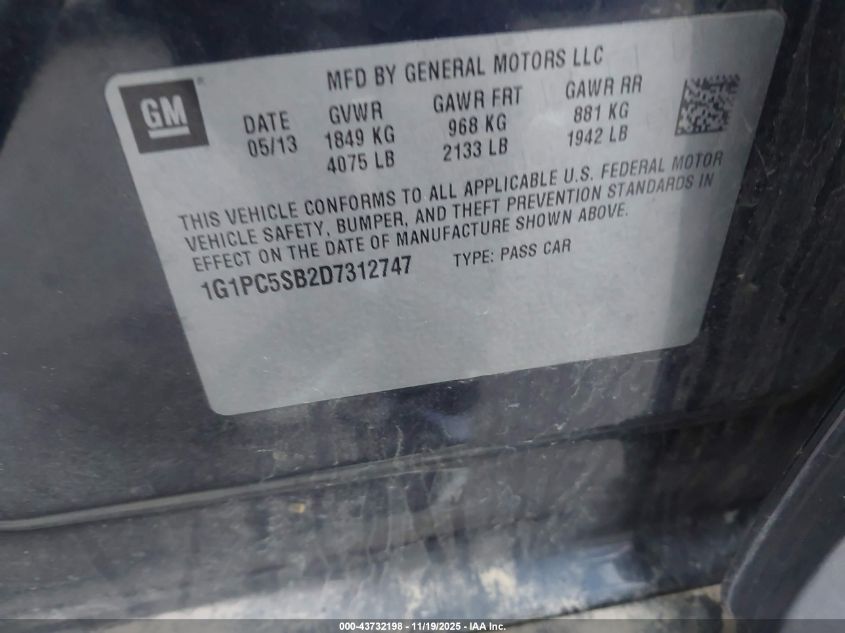 MFD BY GENERAL MOTORS LLC
GM®
DATE GVWR GAWR FRT GAWR RR
05/13 1849 KG 968 KG 881 KG
4075 LB 2133 LB 1942 LB
THIS VEHICLE CONFORMS TO ALL APPLICABLE U.S. FEDERAL MOTOR
VEHICLE SAFETY, BUMPER, AND THEFT PREVENTION STANDARDS IN
EFFECT ON THE DATE OF MANUFACTURE SHOWN ABOVE.
1G1PC5SB2D7312747 TYPE: PASS CAR
000-43732198 - 11/19/2025 - IAA Inc.